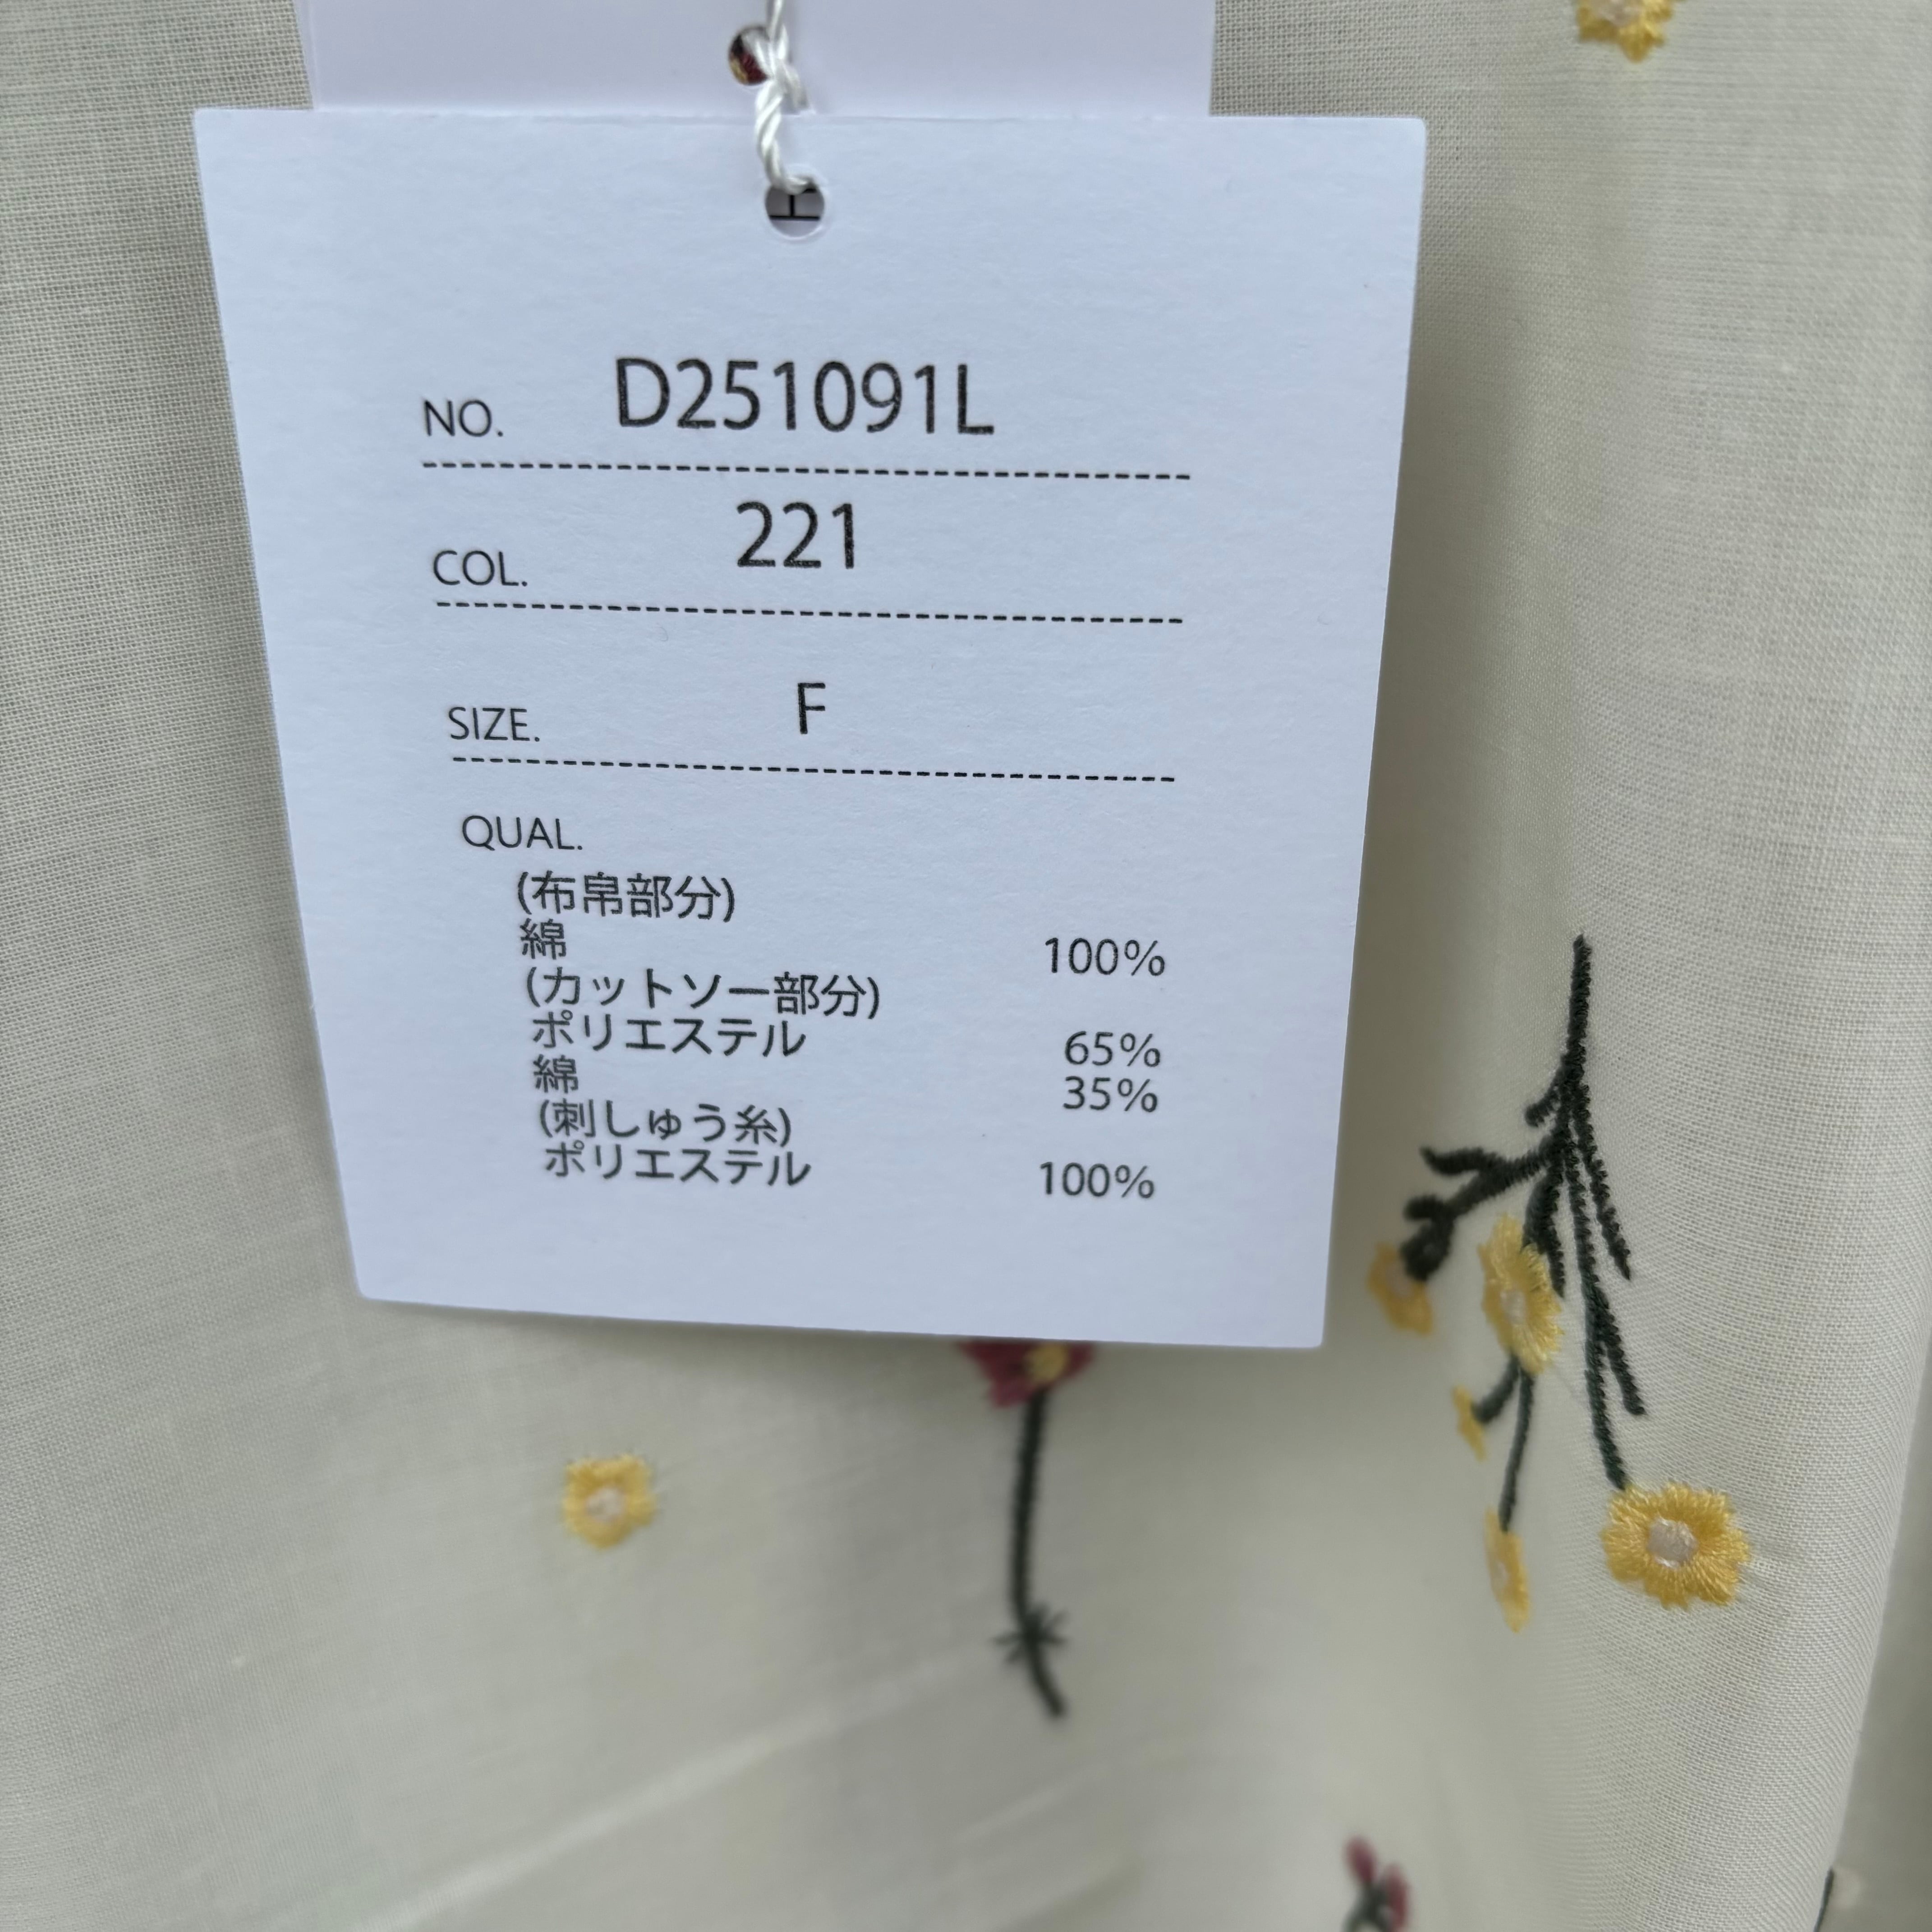 NO. D251091L
COL. 221
SIZE. F
QUAL.
(布帛部分)
綿 100%
(カットソー部分)
ポリエステル 65%
綿 35%
(刺しゅう糸)
ポリエステル 100%